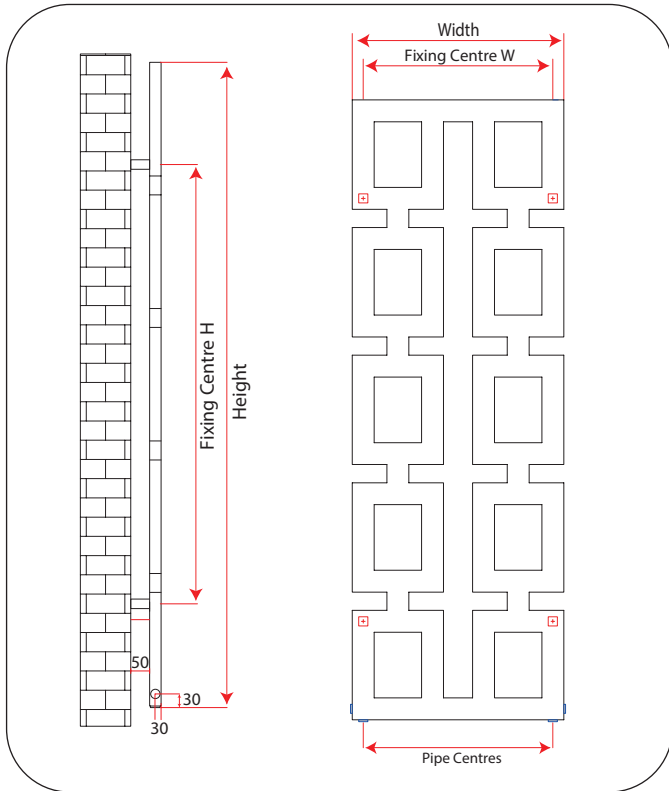 Width
Fixing Centre W
Fixing Centre H
Height
50
30
30
Pipe Centres